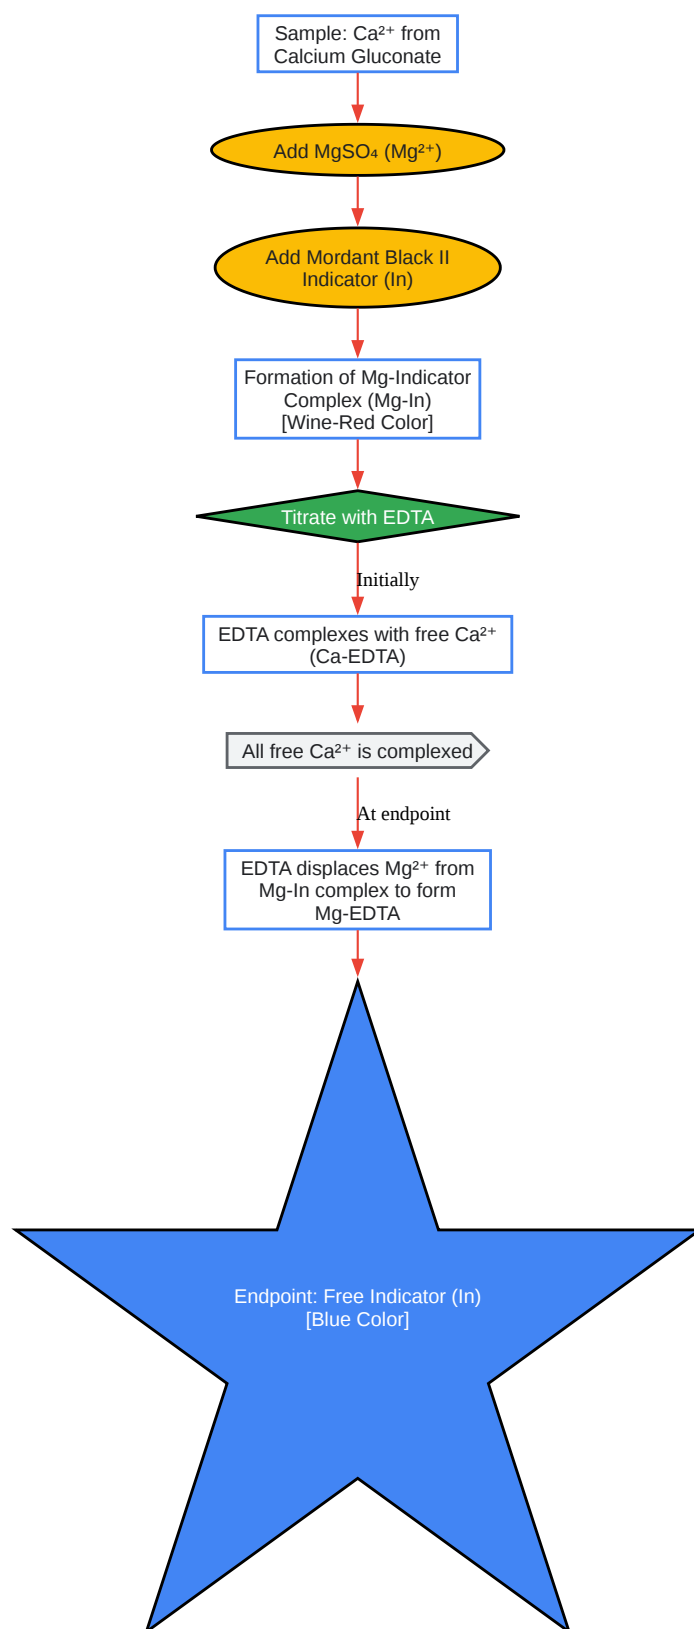 Sample: Ca²⁺ from
Calcium Gluconate
Add MgSO₄ (Mg²⁺)
Add Mordant Black II
Indicator (In)
Formation of Mg-Indicator
Complex (Mg-In)
[Wine-Red Color]
Titrate with EDTA
Initially
EDTA complexes with free Ca²⁺
(Ca-EDTA)
All free Ca²⁺ is complexed
At endpoint
EDTA displaces Mg²⁺ from
Mg-In complex to form
Mg-EDTA
Endpoint: Free Indicator (In)
[Blue Color]